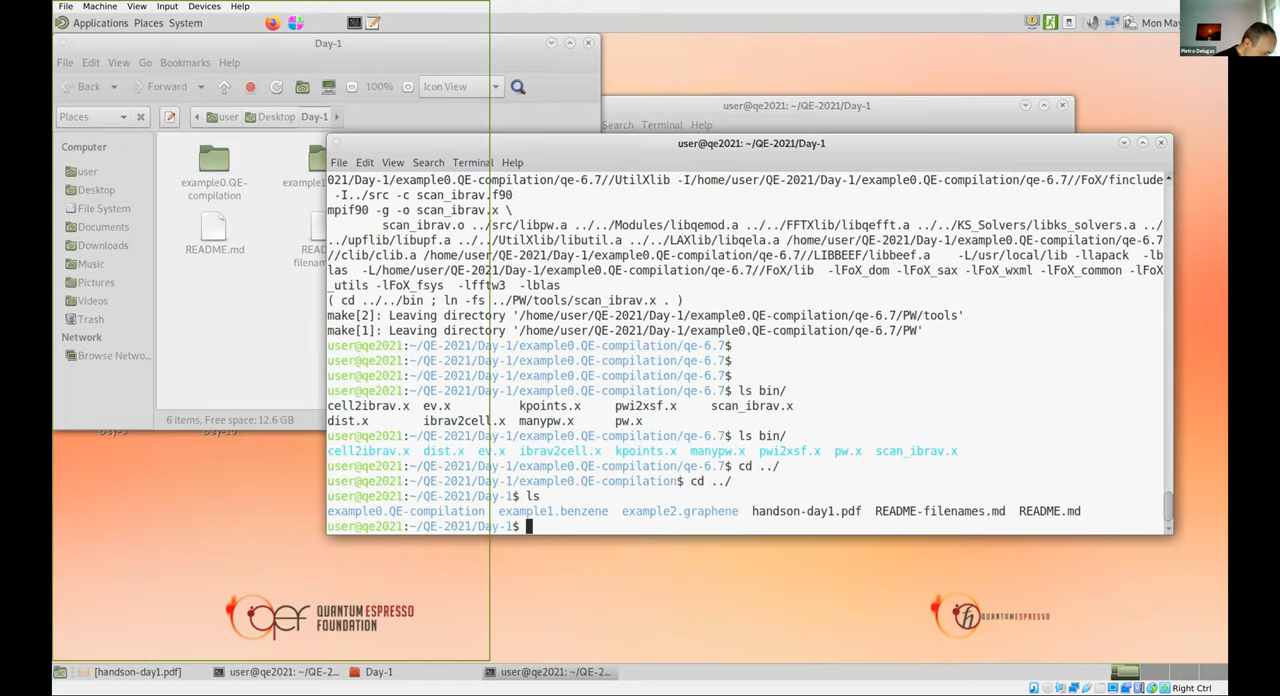 File Machine View Input Devices Help
Applications Places System
Mon May
Pietro Delugas
Day-1
File Edit View Go Bookmarks Help
Back Forward 100% Icon View
Places user Desktop Day-1
Computer
user
Desktop
File System
Documents
Downloads
Music
Pictures
Videos
Trash
Network
Browse Netwo...
example0.QE-
compilation
example1
README.md
READ
filenam
6 items, Free space: 12.6 GB
user@qe2021: ~/QE-2021/Day-1
Search Terminal Help
user@qe2021: ~/QE-2021/Day-1
File Edit View Search Terminal Help
021/Day-1/example0.QE-compilation/qe-6.7//UtilXlib -I/home/user/QE-2021/Day-1/example0.QE-compilation/qe-6.7//FoX/finclude
-I../src -c scan_ibrav.f90
mpif90 -g -o scan_ibrav.x \
scan_ibrav.o ../src/libpw.a ../../Modules/libqemod.a ../../FFTXlib/libqefft.a ../../KS_Solvers/libks_solvers.a ../
../upflib/libupf.a ../../UtilXlib/libutil.a ../../LAXlib/libqela.a /home/user/QE-2021/Day-1/example0.QE-compilation/qe-6.7
//clib/clib.a /home/user/QE-2021/Day-1/example0.QE-compilation/qe-6.7//LIBBEEF/libbeef.a -L/usr/local/lib -llapack -lb
las -L/home/user/QE-2021/Day-1/example0.QE-compilation/qe-6.7//FoX/lib -lFoX_dom -lFoX_sax -lFoX_wxml -lFoX_common -lFoX
_utils -lFoX_fsys -lfftw3 -lblas
( cd ../../bin ; ln -fs ../PW/tools/scan_ibrav.x . )
make[2]: Leaving directory '/home/user/QE-2021/Day-1/example0.QE-compilation/qe-6.7/PW/tools'
make[1]: Leaving directory '/home/user/QE-2021/Day-1/example0.QE-compilation/qe-6.7/PW'
user@qe2021:~/QE-2021/Day-1/example0.QE-compilation/qe-6.7$
user@qe2021:~/QE-2021/Day-1/example0.QE-compilation/qe-6.7$
user@qe2021:~/QE-2021/Day-1/example0.QE-compilation/qe-6.7$
user@qe2021:~/QE-2021/Day-1/example0.QE-compilation/qe-6.7$ ls bin/
cell2ibrav.x ev.x kpoints.x pwi2xsf.x scan_ibrav.x
dist.x ibrav2cell.x manypw.x pw.x
user@qe2021:~/QE-2021/Day-1/example0.QE-compilation/qe-6.7$ ls bin/
cell2ibrav.x dist.x ev.x ibrav2cell.x kpoints.x manypw.x pwi2xsf.x pw.x scan_ibrav.x
user@qe2021:~/QE-2021/Day-1/example0.QE-compilation/qe-6.7$ cd ../
user@qe2021:~/QE-2021/Day-1/example0.QE-compilation$ cd ../
user@qe2021:~/QE-2021/Day-1$ ls
example0.QE-compilation example1.benzene example2.graphene handson-day1.pdf README-filenames.md README.md
user@qe2021:~/QE-2021/Day-1$
QUANTUM ESPRESSO
FOUNDATION
QUANTUMESPRESSO
[handson-day1.pdf] user@qe2021: ~/QE-2... Day-1 user@qe2021: ~/QE-2...
Right Ctrl